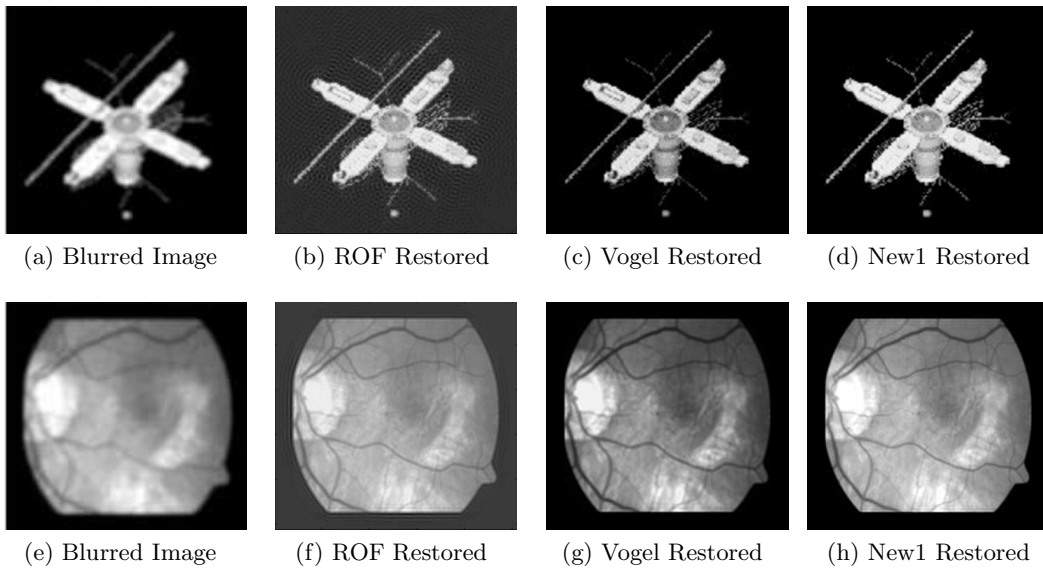 (a) Blurred Image
(b) ROF Restored
(c) Vogel Restored
(d) New1 Restored
(e) Blurred Image
(f) ROF Restored
(g) Vogel Restored
(h) New1 Restored